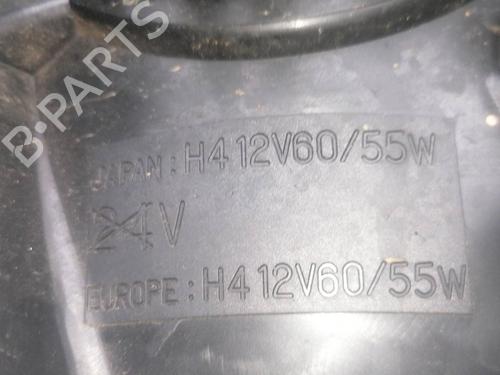 B-PARTS
JAPAN : H4 12V60/55W
24V
EUROPE : H4 12V60/55W